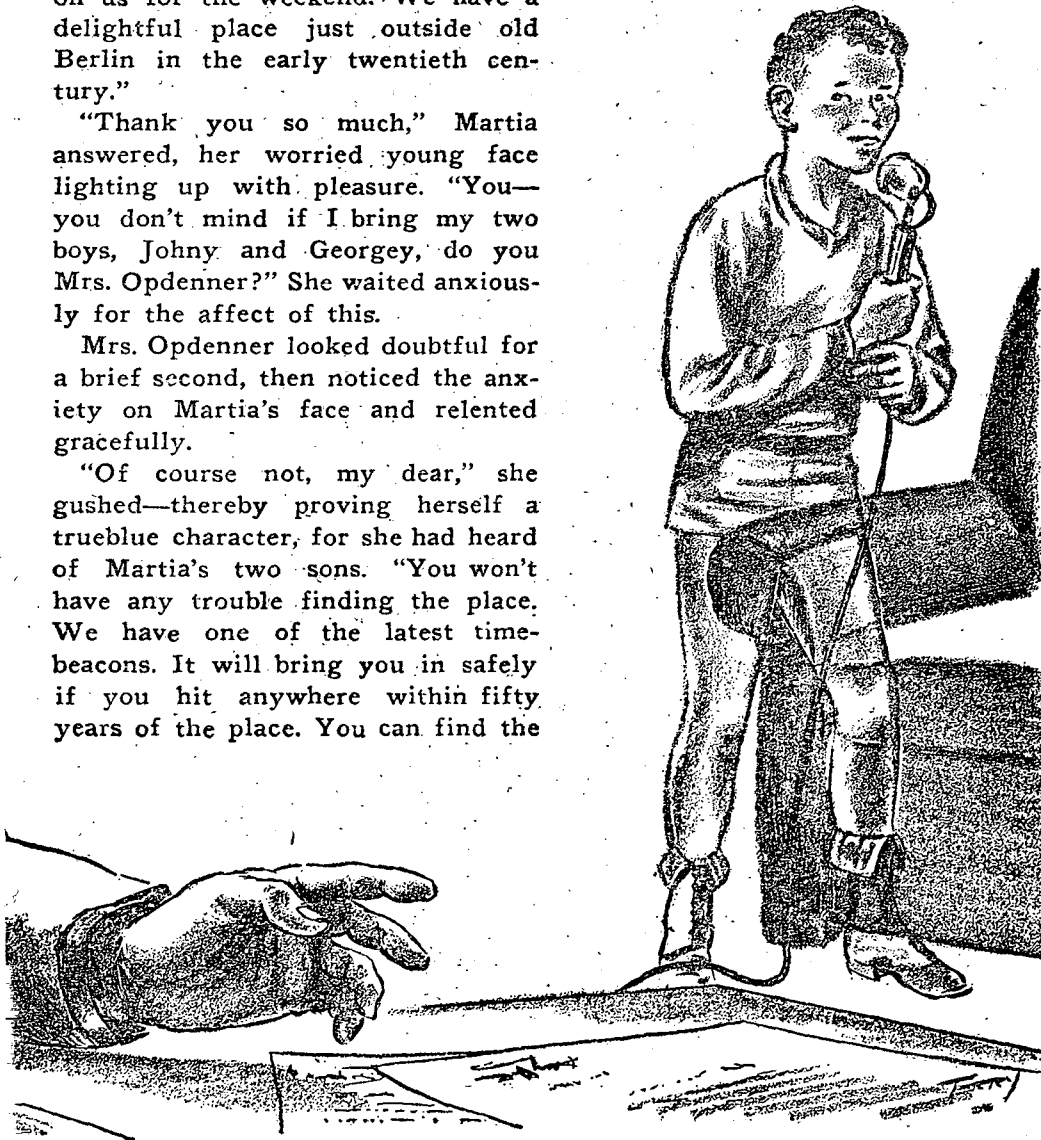 on us for the weekend. We have a
delightful place just outside old
Berlin in the early twentieth cen-
tury.”
“Thank you so much,” Martia
answered, her worried young face
lighting up with pleasure. “You—
you don't mind if I bring my two
boys, Johny and Georgey, do you
Mrs. Opdenner?” She waited anxious-
ly for the affect of this.
Mrs. Opdenner looked doubtful for
a brief second, then noticed the anx-
iety on Martia's face and relented
gracefully.
“Of course not, my dear,” she
gushed—thereby proving herself a
trueblue character, for she had heard
of Martia's two sons. “You won't
have any trouble finding the place.
We have one of the latest time-
beacons. It will bring you in safely
if you hit anywhere within fifty
years of the place. You can find the